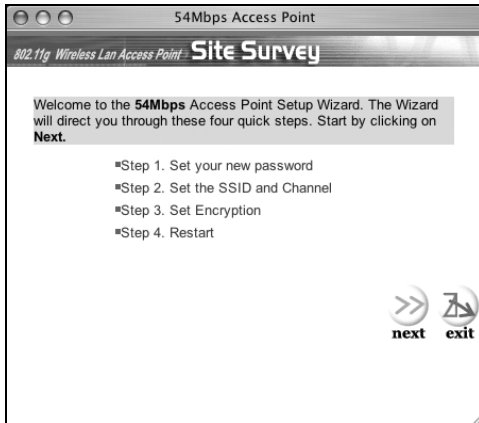 54Mbps Access Point
802.11g Wireless Lan Access Point Site Survey
Welcome to the 54Mbps Access Point Setup Wizard. The Wizard
will direct you through these four quick steps. Start by clicking on
Next.
Step 1. Set your new password
Step 2. Set the SSID and Channel
Step 3. Set Encryption
Step 4. Restart
next exit